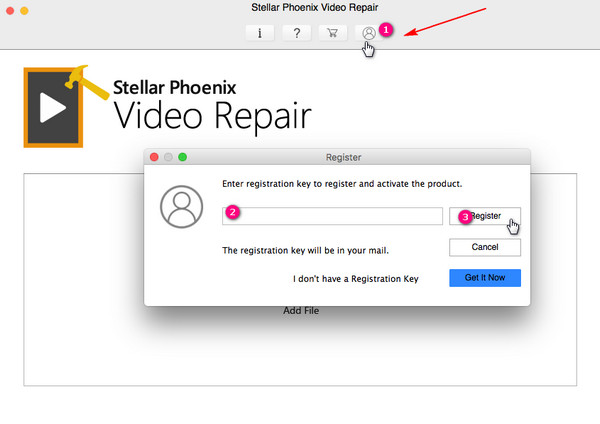 Stellar Phoenix Video Repair
i ? 1
Stellar Phoenix
Video Repair
Register
Enter registration key to register and activate the product.
2 3 Register
The registration key will be in your mail.
Cancel
I don't have a Registration Key
Get It Now
Add File